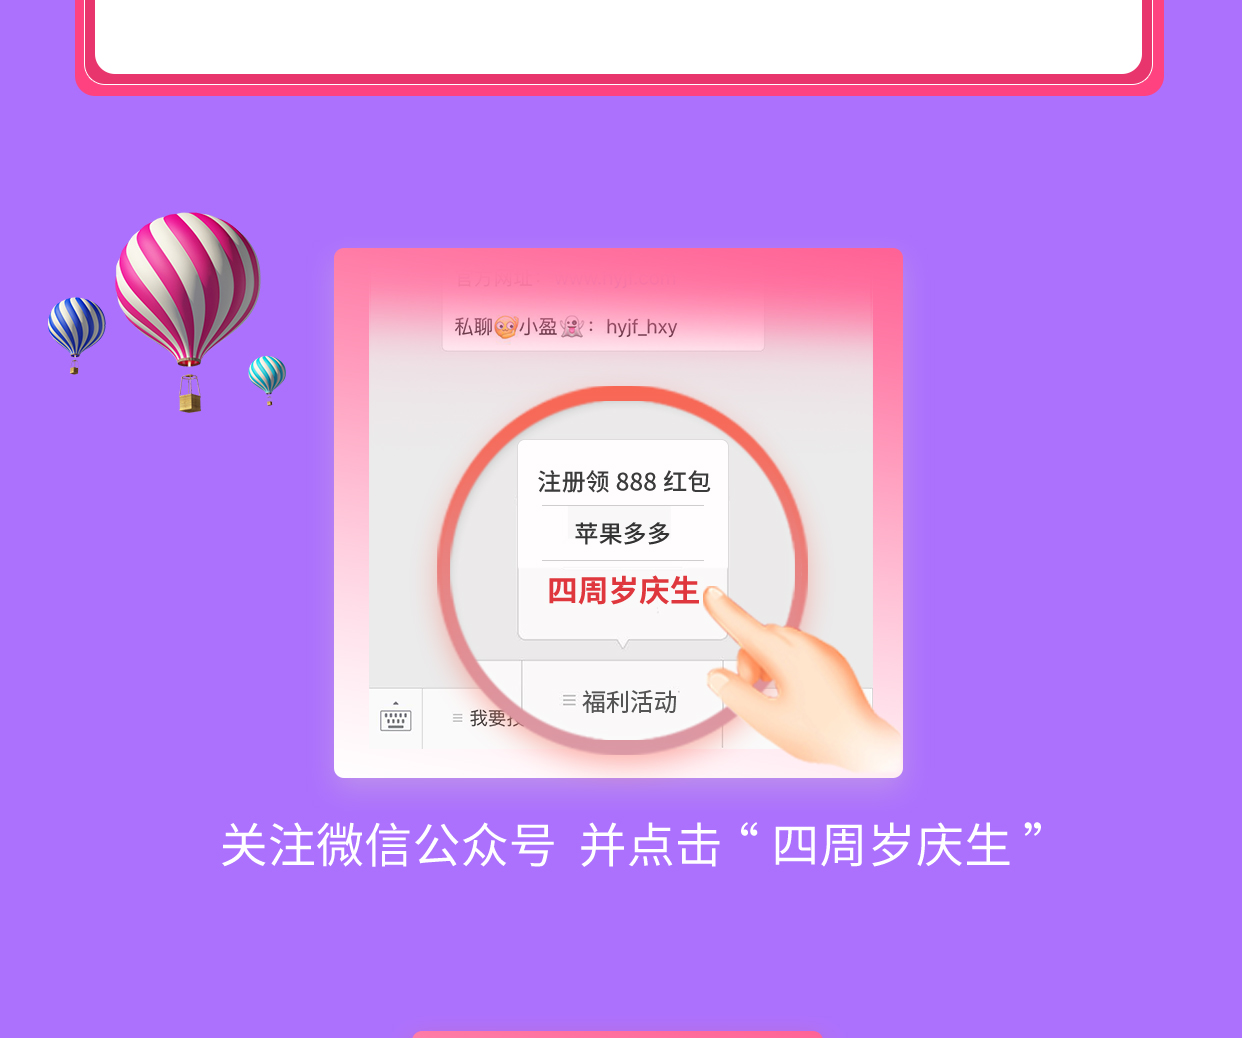 私聊小盈：hyjf_hxy
注册领 888 红包
苹果多多
四周岁庆生
福利活动
我要
关注微信公众号 并点击“四周岁庆生”